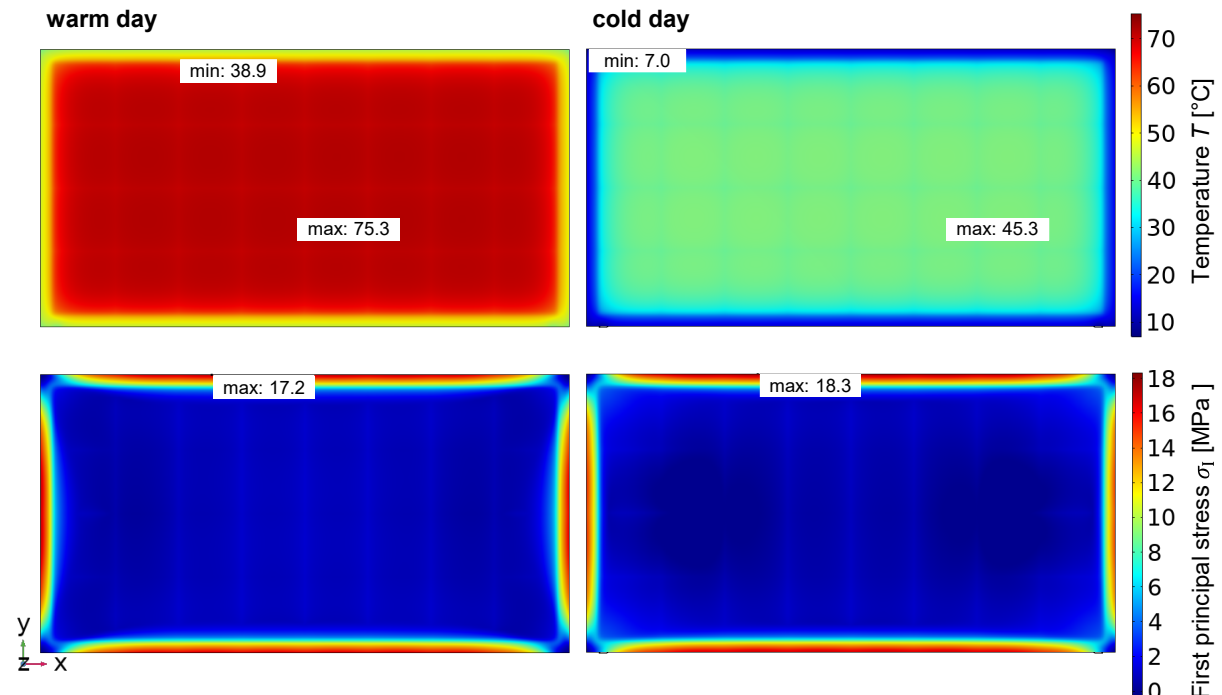 warm day
cold day
min: 38.9
min: 7.0
max: 75.3
max: 45.3
70
60
50
40
30
20
10
Temperature T [°C]
max: 17.2
max: 18.3
18
16
14
12
10
8
6
4
2
0
First principal stress σI [MPa]
y
z
x